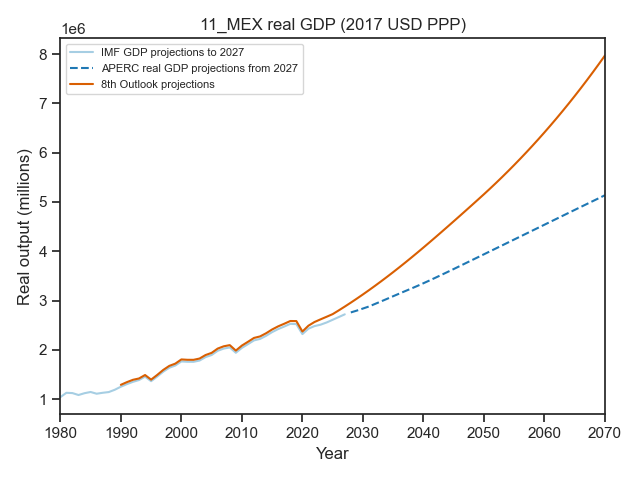 11_MEX real GDP (2017 USD PPP)
1e6
IMF GDP projections to 2027
APERC real GDP projections from 2027
8th Outlook projections
Real output (millions)
8
7
6
5
4
3
2
1
1980 1990 2000 2010 2020 2030 2040 2050 2060 2070
Year